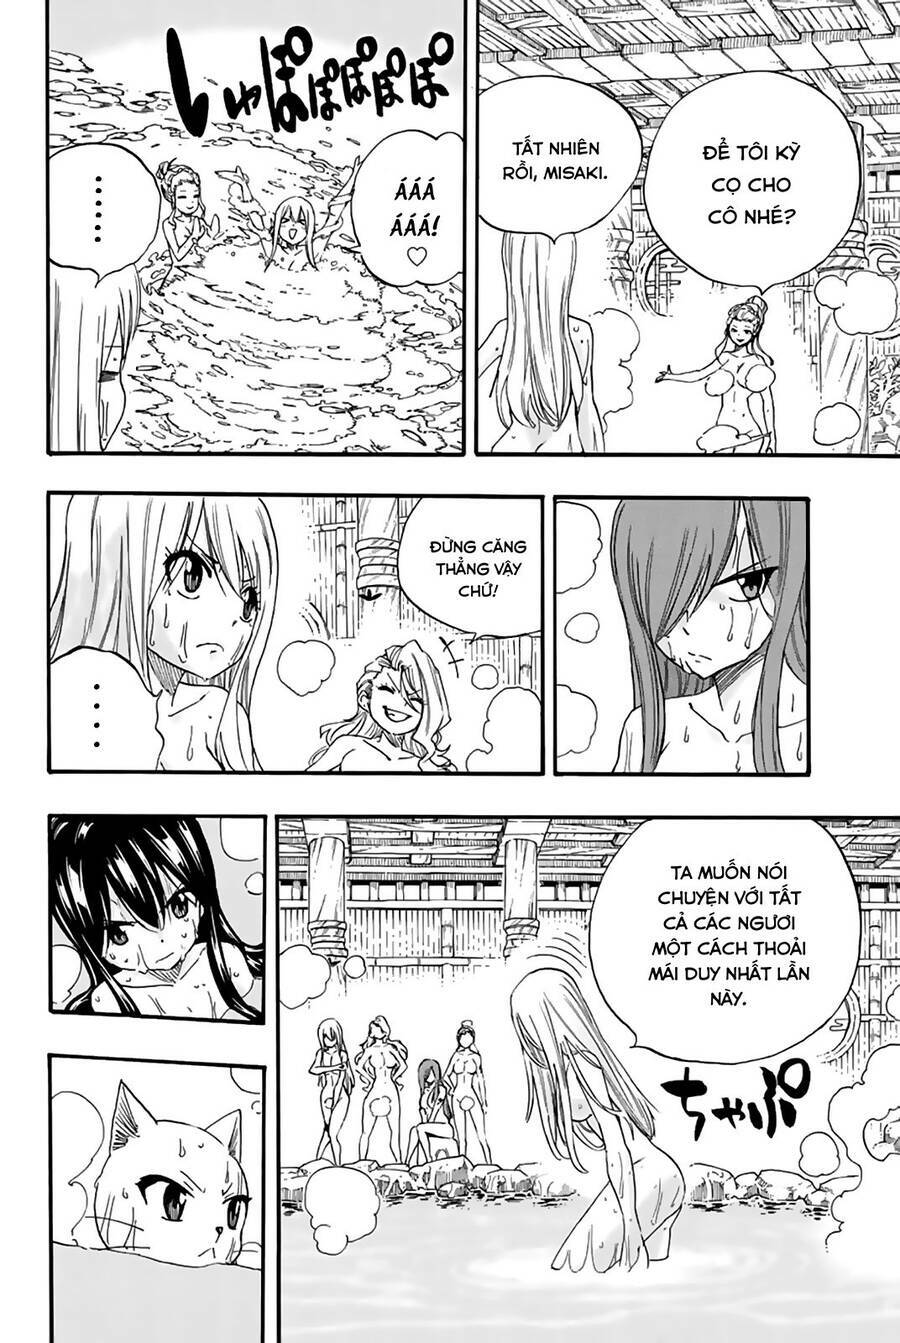 ĐỂ TÔI KỲ
CỌ CHO
CÔ NHÉ?
TẤT NHIÊN
RỒI, MISAKI.
しゅぽぽぽぽぽ
ÁÁÁ
ÁÁÁ!
♡
......
ĐỪNG CĂNG
THẲNG VẬY
CHỨ!
......
TA MUỐN NÓI
CHUYỆN VỚI TẤT
CẢ CÁC NGƯƠI
MỘT CÁCH THOẢI
MÁI DUY NHẤT LẦN
NÀY.
ちゃぷ